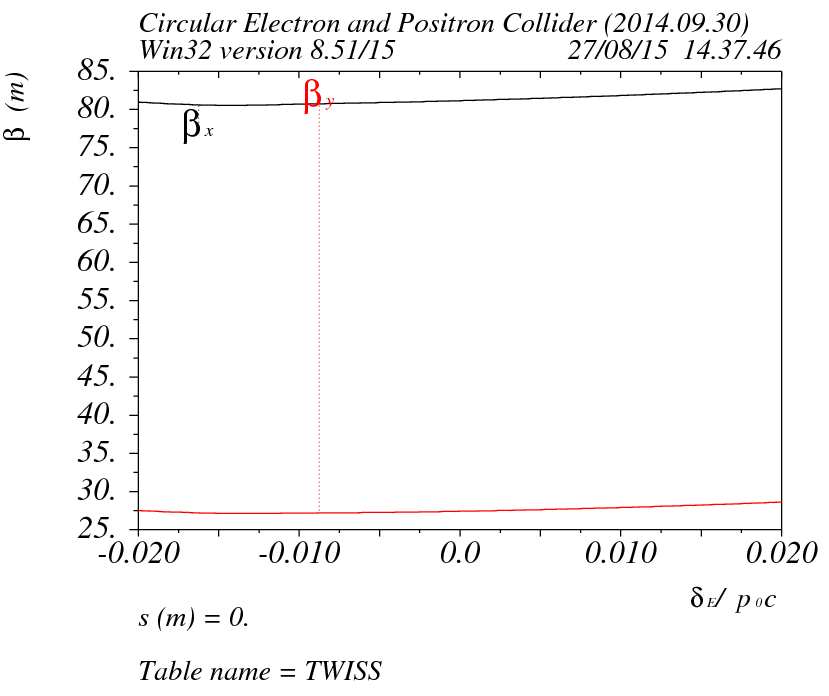 Circular Electron and Positron Collider (2014.09.30)
Win32 version 8.51/15 27/08/15 14.37.46
β (m)
85.
80.
75.
70.
65.
60.
55.
50.
45.
40.
35.
30.
25.
βx
βy
-0.020 -0.010 0.0 0.010 0.020
δE/ p0c
s (m) = 0.
Table name = TWISS